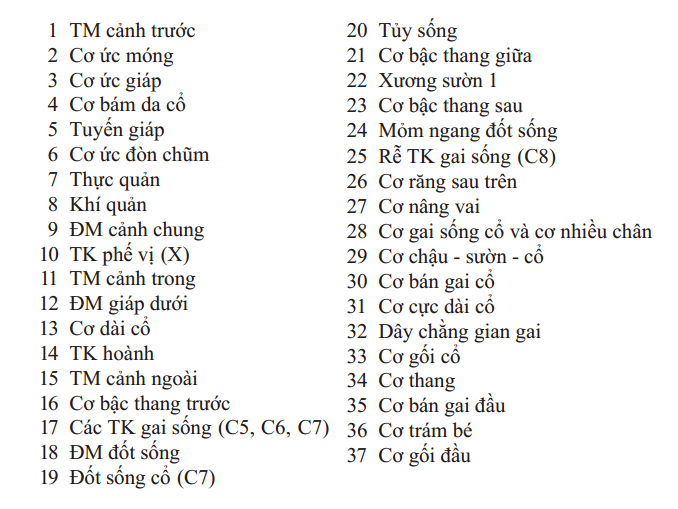 1 TM cảnh trước
2 Cơ ức móng
3 Cơ ức giáp
4 Cơ bám da cổ
5 Tuyến giáp
6 Cơ ức đòn chũm
7 Thực quản
8 Khí quản
9 ĐM cảnh chung
10 TK phế vị (X)
11 TM cảnh trong
12 ĐM giáp dưới
13 Cơ dài cổ
14 TK hoành
15 TM cảnh ngoài
16 Cơ bậc thang trước
17 Các TK gai sống (C5, C6, C7)
18 ĐM đốt sống
19 Đốt sống cổ (C7)
20 Tủy sống
21 Cơ bậc thang giữa
22 Xương sườn 1
23 Cơ bậc thang sau
24 Mỏm ngang đốt sống
25 Rễ TK gai sống (C8)
26 Cơ răng sau trên
27 Cơ nâng vai
28 Cơ gai sống cổ và cơ nhiều chân
29 Cơ chậu - sườn - cổ
30 Cơ bán gai cổ
31 Cơ cực dài cổ
32 Dây chằng gian gai
33 Cơ gối cổ
34 Cơ thang
35 Cơ bán gai đầu
36 Cơ trám bé
37 Cơ gối đầu